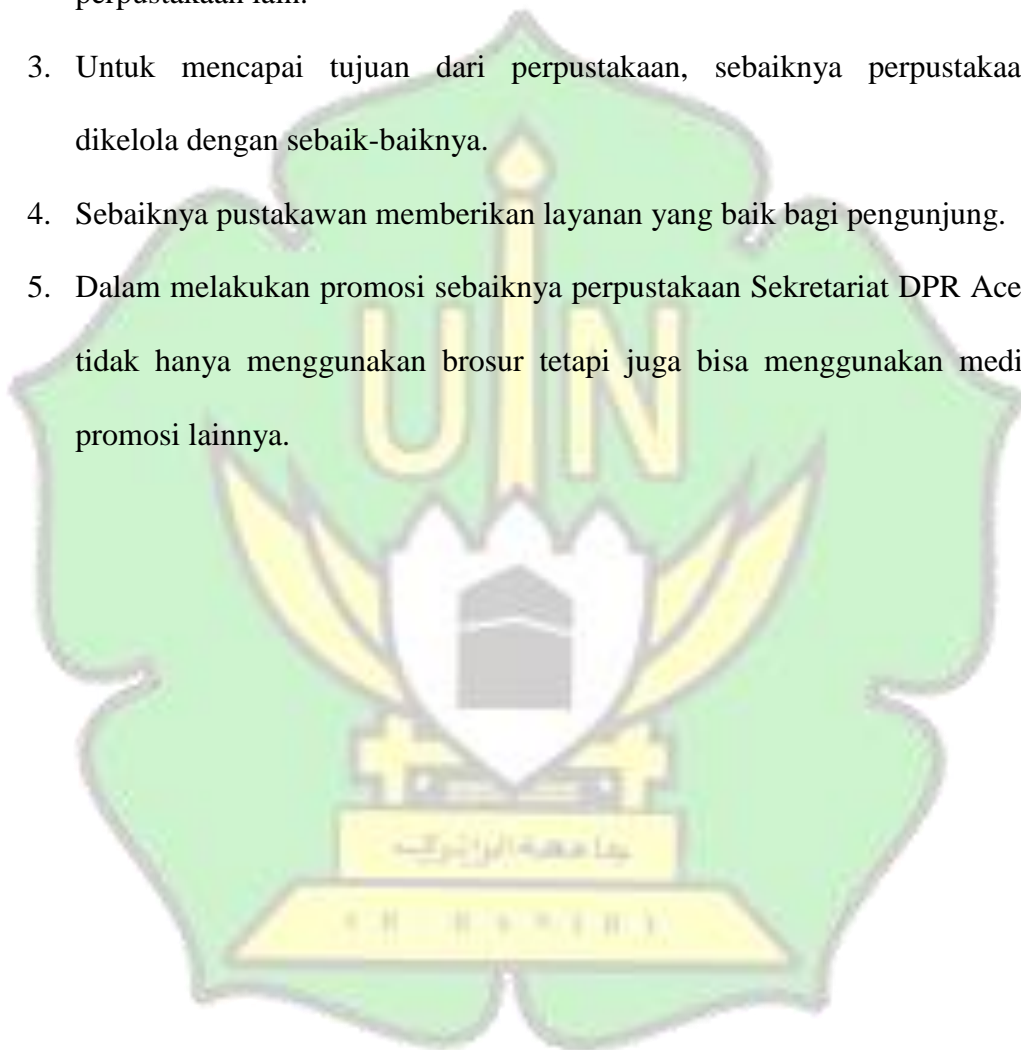 perpustakaan lain.
3. Untuk mencapai tujuan dari perpustakaan, sebaiknya perpustakaa
dikelola dengan sebaik-baiknya.
4. Sebaiknya pustakawan memberikan layanan yang baik bagi pengunjung.
5. Dalam melakukan promosi sebaiknya perpustakaan Sekretariat DPR Ace
tidak hanya menggunakan brosur tetapi juga bisa menggunakan medi
promosi lainnya.
UIN